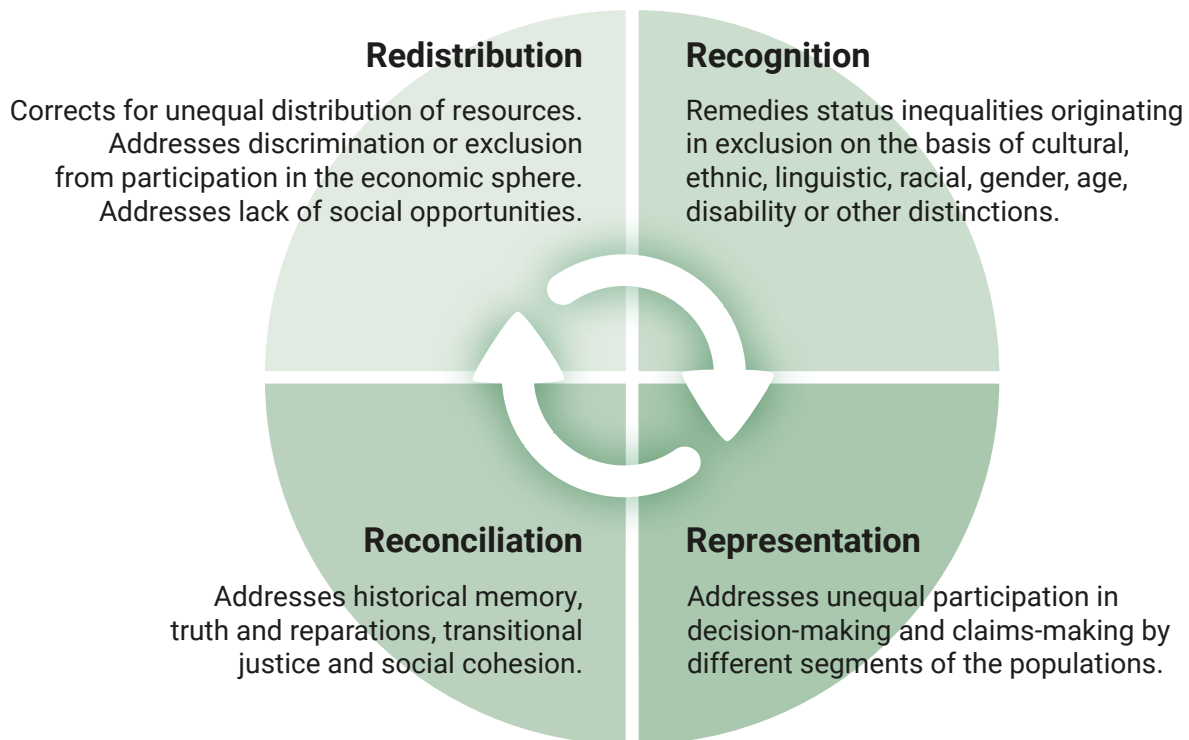 Redistribution
Corrects for unequal distribution of resources.
Addresses discrimination or exclusion
from participation in the economic sphere.
Addresses lack of social opportunities.
Recognition
Remedies status inequalities originating
in exclusion on the basis of cultural,
ethnic, linguistic, racial, gender, age,
disability or other distinctions.
Reconciliation
Addresses historical memory,
truth and reparations, transitional
justice and social cohesion.
Representation
Addresses unequal participation in
decision-making and claims-making by
different segments of the populations.